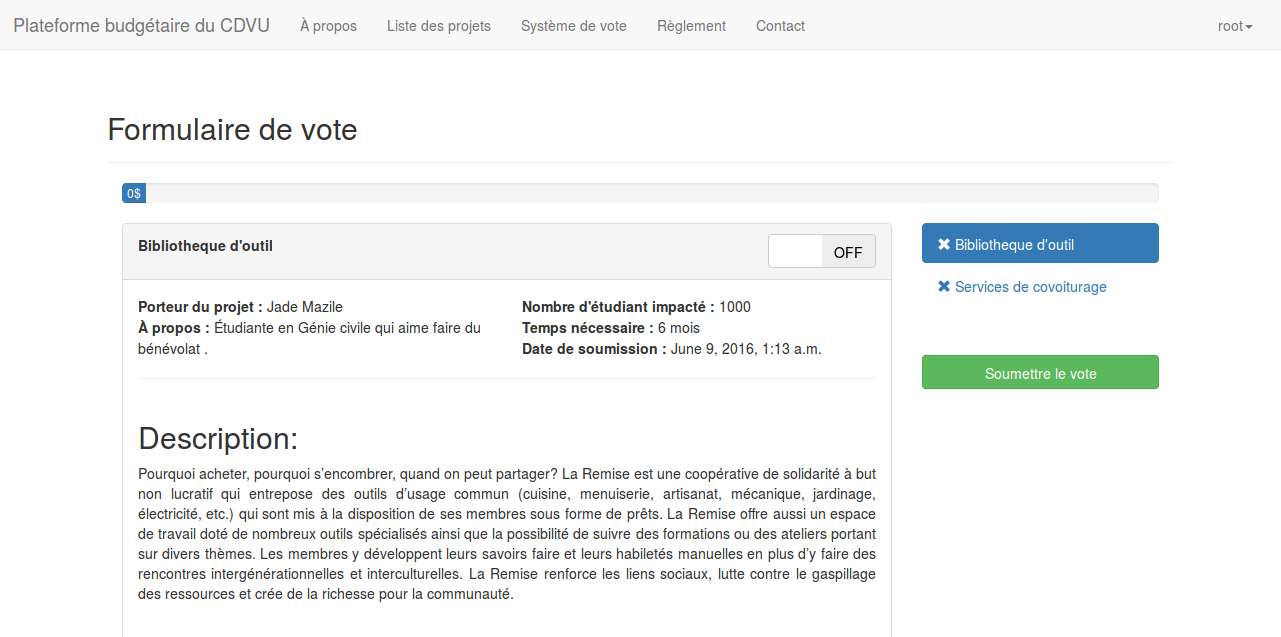 Plateforme budgétaire du CDVU À propos Liste des projets Système de vote Règlement Contact root
Formulaire de vote
0$
Bibliotheque d'outil
OFF
Porteur du projet : Jade Mazile
À propos : Étudiante en Génie civile qui aime faire du
bénévolat .
Nombre d'étudiant impacté : 1000
Temps nécessaire : 6 mois
Date de soumission : June 9, 2016, 1:13 a.m.
Description:
Pourquoi acheter, pourquoi s’encombrer, quand on peut partager? La Remise est une coopérative de solidarité à but
non lucratif qui entrepose des outils d’usage commun (cuisine, menuiserie, artisanat, mécanique, jardinage,
électricité, etc.) qui sont mis à la disposition de ses membres sous forme de prêts. La Remise offre aussi un espace
de travail doté de nombreux outils spécialisés ainsi que la possibilité de suivre des formations ou des ateliers portant
sur divers thèmes. Les membres y développent leurs savoirs faire et leurs habiletés manuelles en plus d’y faire des
rencontres intergénérationnelles et interculturelles. La Remise renforce les liens sociaux, lutte contre le gaspillage
des ressources et crée de la richesse pour la communauté.
Bibliotheque d'outil
Services de covoiturage
Soumettre le vote